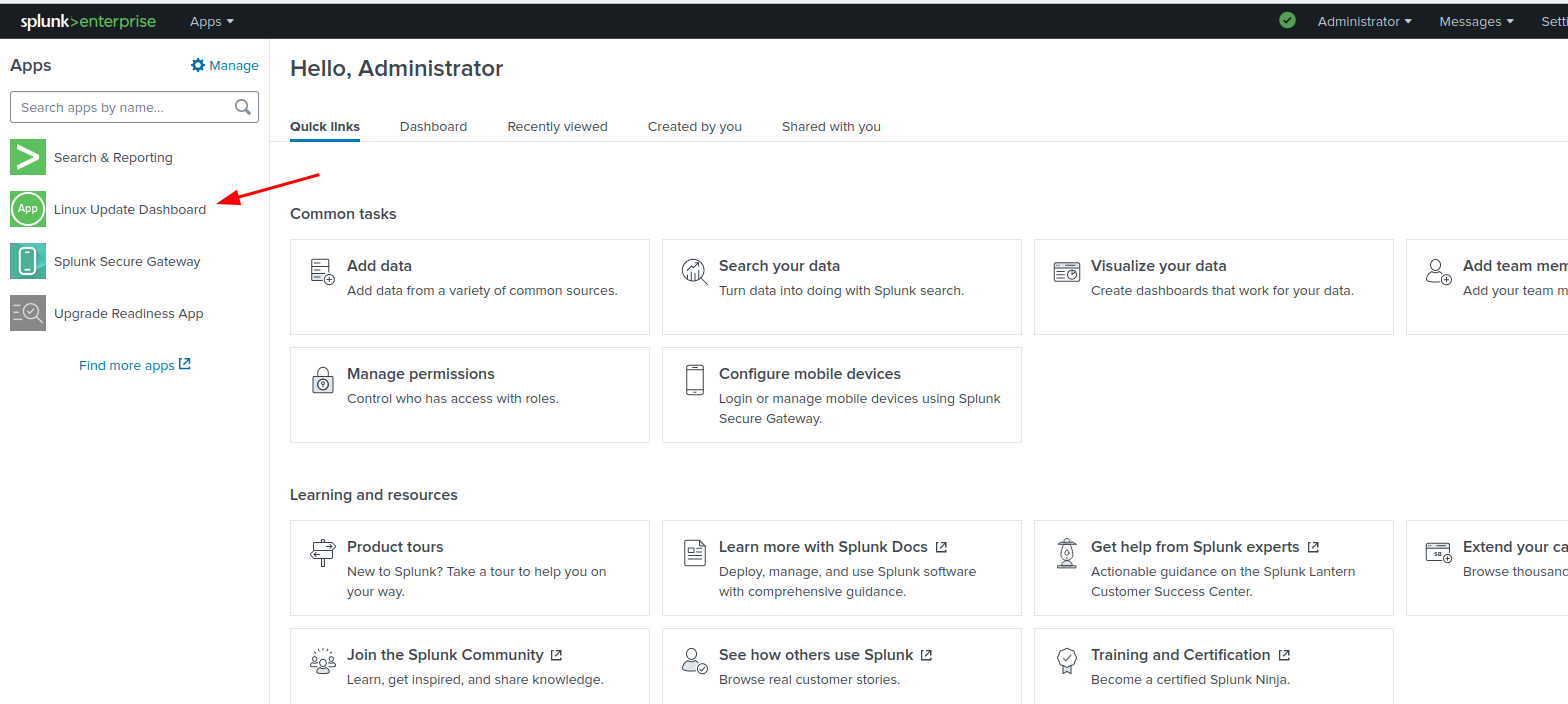 splunk>enterprise Apps Administrator Messages Setti
Apps Manage
Search apps by name...
Search & Reporting
App Linux Update Dashboard
Splunk Secure Gateway
Upgrade Readiness App
Find more apps
Hello, Administrator
Quick links Dashboard Recently viewed Created by you Shared with you
Common tasks
Add data
Add data from a variety of common sources.
Search your data
Turn data into doing with Splunk search.
Visualize your data
Create dashboards that work for your data.
Add team mem
Add your team m
Manage permissions
Control who has access with roles.
Configure mobile devices
Login or manage mobile devices using Splunk
Secure Gateway.
Learning and resources
Product tours
New to Splunk? Take a tour to help you on
your way.
Learn more with Splunk Docs
Deploy, manage, and use Splunk software
with comprehensive guidance.
Get help from Splunk experts
Actionable guidance on the Splunk Lantern
Customer Success Center.
SB
Extend your ca
Browse thousand
Join the Splunk Community
Learn, get inspired, and share knowledge.
See how others use Splunk
Browse real customer stories.
Training and Certification
Become a certified Splunk Ninja.